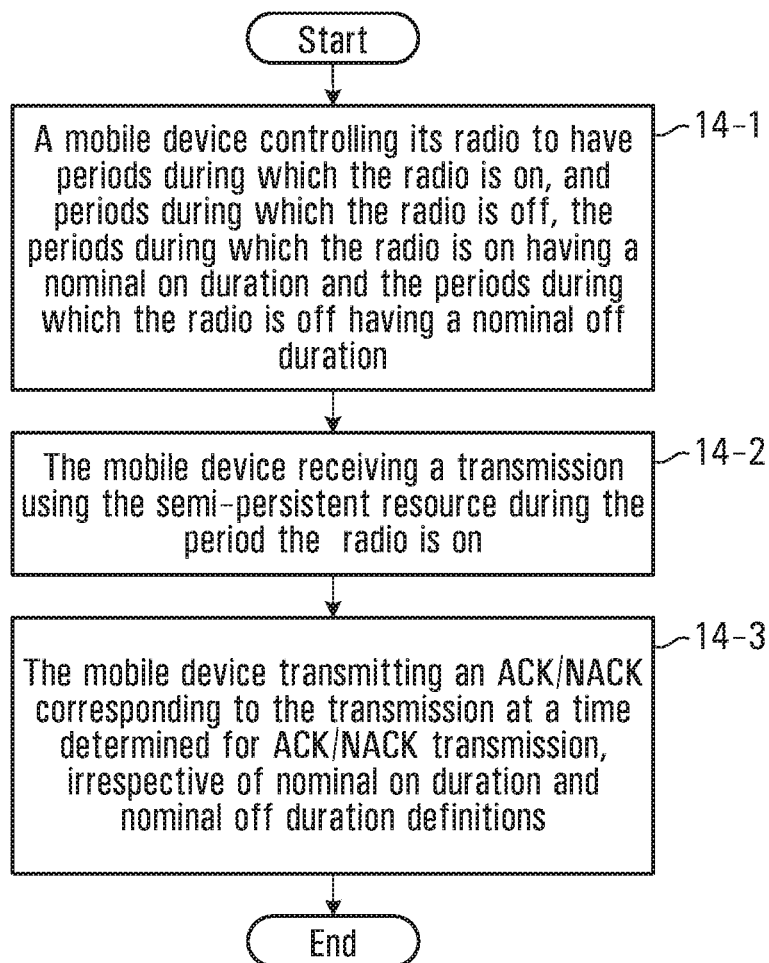 Start
14-1
A mobile device controlling its radio to have
periods during which the radio is on, and
periods during which the radio is off, the
periods during which the radio is on having a
nominal on duration and the periods during
which the radio is off having a nominal off
duration
14-2
The mobile device receiving a transmission
using the semi-persistent resource during the
period the radio is on
14-3
The mobile device transmitting an ACK/NACK
corresponding to the transmission at a time
determined for ACK/NACK transmission,
irrespective of nominal on duration and
nominal off duration definitions
End